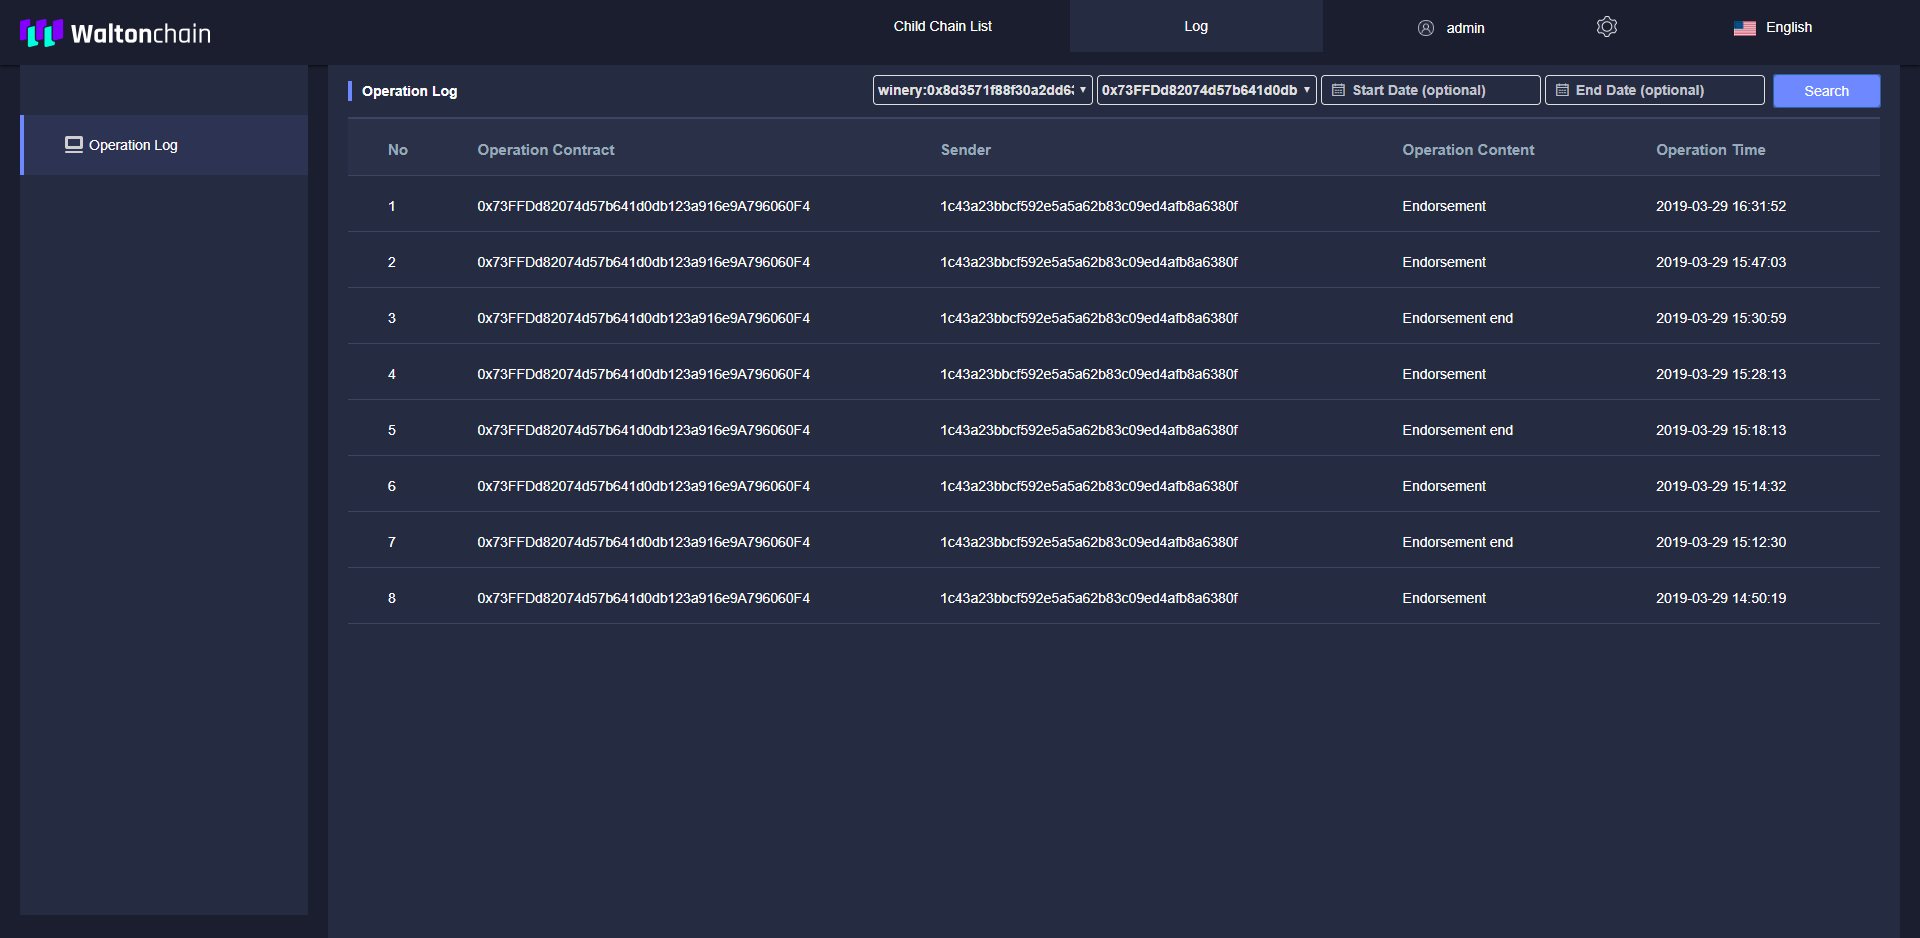 Waltonchain
Child Chain List
Log
admin
English
Operation Log
Operation Log
winery:0x8d3571f88f30a2dd63
0x73FFDd82074d57b641d0db
Start Date (optional)
End Date (optional)
Search
No Operation Contract Sender Operation Content Operation Time
1 0x73FFDd82074d57b641d0db123a916e9A796060F4 1c43a23bbcf592e5a5a62b83c09ed4afb8a6380f Endorsement 2019-03-29 16:31:52
2 0x73FFDd82074d57b641d0db123a916e9A796060F4 1c43a23bbcf592e5a5a62b83c09ed4afb8a6380f Endorsement 2019-03-29 15:47:03
3 0x73FFDd82074d57b641d0db123a916e9A796060F4 1c43a23bbcf592e5a5a62b83c09ed4afb8a6380f Endorsement end 2019-03-29 15:30:59
4 0x73FFDd82074d57b641d0db123a916e9A796060F4 1c43a23bbcf592e5a5a62b83c09ed4afb8a6380f Endorsement 2019-03-29 15:28:13
5 0x73FFDd82074d57b641d0db123a916e9A796060F4 1c43a23bbcf592e5a5a62b83c09ed4afb8a6380f Endorsement end 2019-03-29 15:18:13
6 0x73FFDd82074d57b641d0db123a916e9A796060F4 1c43a23bbcf592e5a5a62b83c09ed4afb8a6380f Endorsement 2019-03-29 15:14:32
7 0x73FFDd82074d57b641d0db123a916e9A796060F4 1c43a23bbcf592e5a5a62b83c09ed4afb8a6380f Endorsement end 2019-03-29 15:12:30
8 0x73FFDd82074d57b641d0db123a916e9A796060F4 1c43a23bbcf592e5a5a62b83c09ed4afb8a6380f Endorsement 2019-03-29 14:50:19